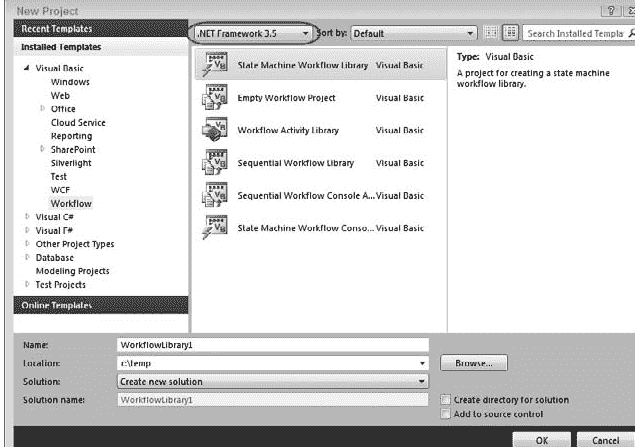 New Project
Recent Templates
.NET Framework 3.5
Sort by: Default
Search Installed Templat
Installed Templates
Visual Basic
Windows
Web
Office
Cloud Service
Reporting
SharePoint
Silverlight
Test
WCF
Workflow
Visual C#
Visual F#
Other Project Types
Database
Modeling Projects
Test Projects
Online Templates
State Machine Workflow Library Visual Basic
Empty Workflow Project Visual Basic
Workflow Activity Library Visual Basic
Sequential Workflow Library Visual Basic
Sequential Workflow Console A... Visual Basic
State Machine Workflow Conso... Visual Basic
Type: Visual Basic
A project for creating a state machine
workflow library.
Name: WorkflowLibrary1
Location: c:\temp
Browse...
Solution: Create new solution
Solution name: WorkflowLibrary1
Create directory for solution
Add to source control
OK
Cancel